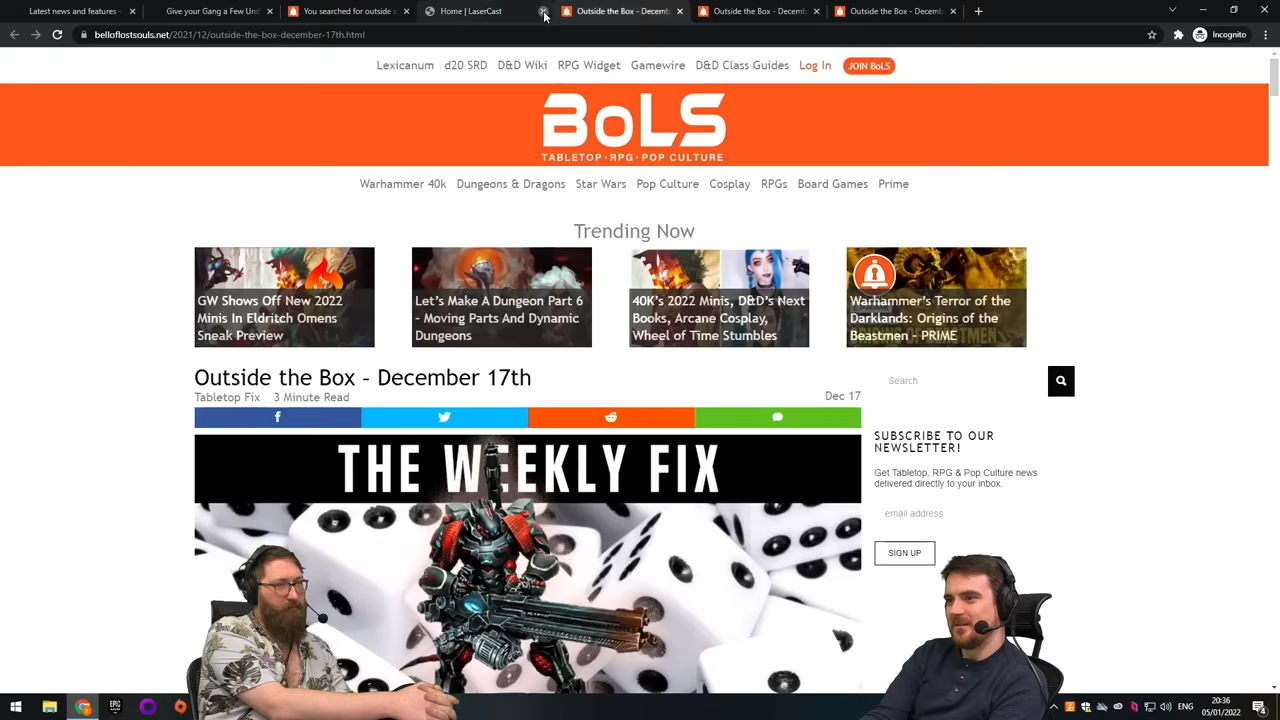 Latest news and features from
Give you Gang a Few Und
You searched for outside the
Home | LaserCast
Outside the Box - Decemb
Outside the Box - Decemb
Outside the Box - Decemb
belloflostsouls.net/2021/12/outside-the-box-december-17th.html
Incognito
Lexicanum d20 SRD D&D Wiki RPG Widget Gamewire D&D Class Guides Log In JOIN BoLS
BoLS
TABLETOP·RPG·POP CULTURE
Warhammer 40k Dungeons & Dragons Star Wars Pop Culture Cosplay RPGs Board Games Prime
Trending Now
GW Shows Off New 2022
Minis In Eldritch Omens
Sneak Preview
Let's Make A Dungeon Part 6
- Moving Parts And Dynamic
Dungeons
40K's 2022 Minis, D&D's Next
Books, Arcane Cosplay,
Wheel of Time Stumbles
Warhammer's Terror of the
Darklands: Origins of the
Beastmen – PRIME
Outside the Box – December 17th
Tabletop Fix 3 Minute Read
Dec 17
Search
THE WEEKLY FIX
SUBSCRIBE TO OUR
NEWSLETTER!
Get Tabletop, RPG & Pop Culture news
delivered directly to your inbox.
email address
SIGN UP
EPIC
ENG
20:36
05/01/2022